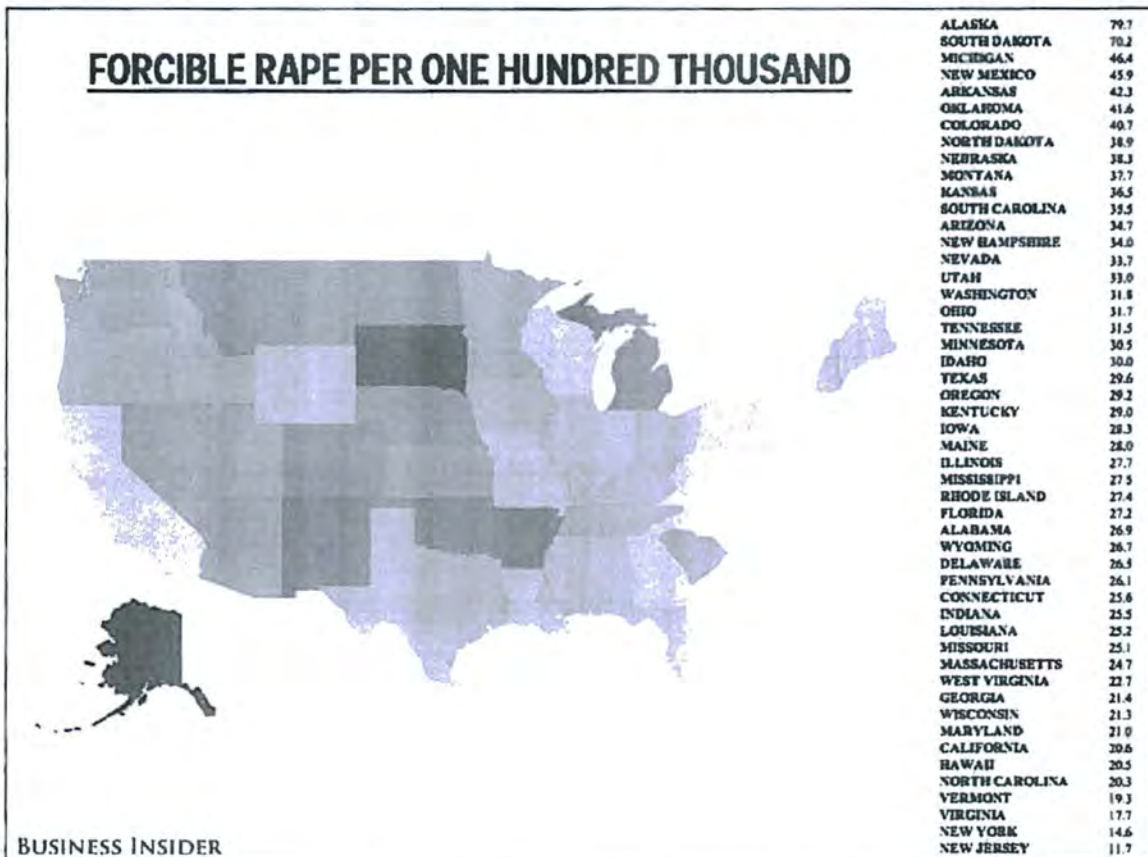 FORCIBLE RAPE PER ONE HUNDRED THOUSAND
ALASKA 79.7
SOUTH DAKOTA 70.2
MICHIGAN 46.4
NEW MEXICO 45.9
ARKANSAS 42.3
OKLAHOMA 41.6
COLORADO 40.7
NORTH DAKOTA 38.9
NEBRASKA 38.3
MONTANA 37.7
KANSAS 36.5
SOUTH CAROLINA 35.5
ARIZONA 34.7
NEW HAMPSHIRE 34.0
NEVADA 33.7
UTAH 33.0
WASHINGTON 31.8
OHIO 31.7
TENNESSEE 31.5
MINNESOTA 30.5
IDAHO 30.0
TEXAS 29.6
OREGON 29.2
KENTUCKY 29.0
IOWA 28.3
MAINE 28.0
ILLINOIS 27.7
MISSISSIPPI 27.5
RHODE ISLAND 27.4
FLORIDA 27.2
ALABAMA 26.9
WYOMING 26.7
DELAWARE 26.5
PENNSYLVANIA 26.1
CONNECTICUT 25.6
INDIANA 25.5
LOUISIANA 25.2
MISSOURI 25.1
MASSACHUSETTS 24.7
WEST VIRGINIA 22.7
GEORGIA 21.4
WISCONSIN 21.3
MARYLAND 21.0
CALIFORNIA 20.6
HAWAII 20.5
NORTH CAROLINA 20.3
VERMONT 19.3
VIRGINIA 17.7
NEW YORK 14.6
NEW JERSEY 11.7
BUSINESS INSIDER